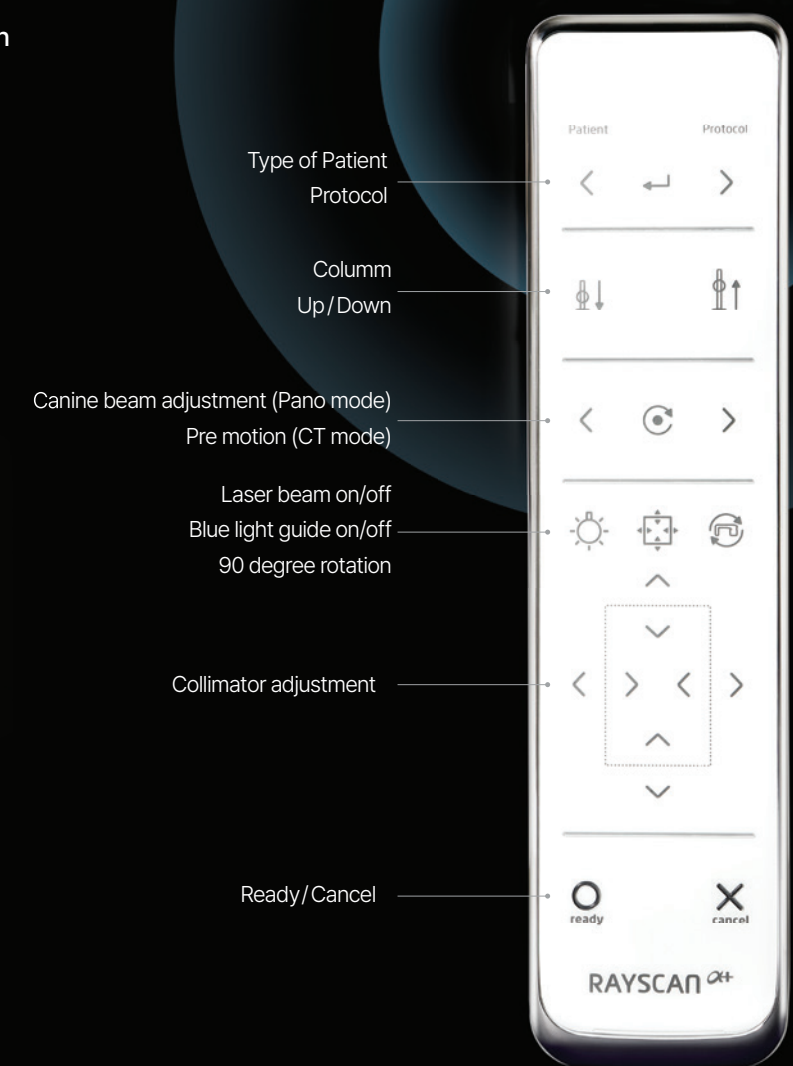 n
Patient Protocol
Type of Patient
Protocol
Columm
Up/Down
Canine beam adjustment (Pano mode)
Pre motion (CT mode)
Laser beam on/off
Blue light guide on/off
90 degree rotation
Collimator adjustment
Ready/Cancel
ready cancel
RAYSCAN α+